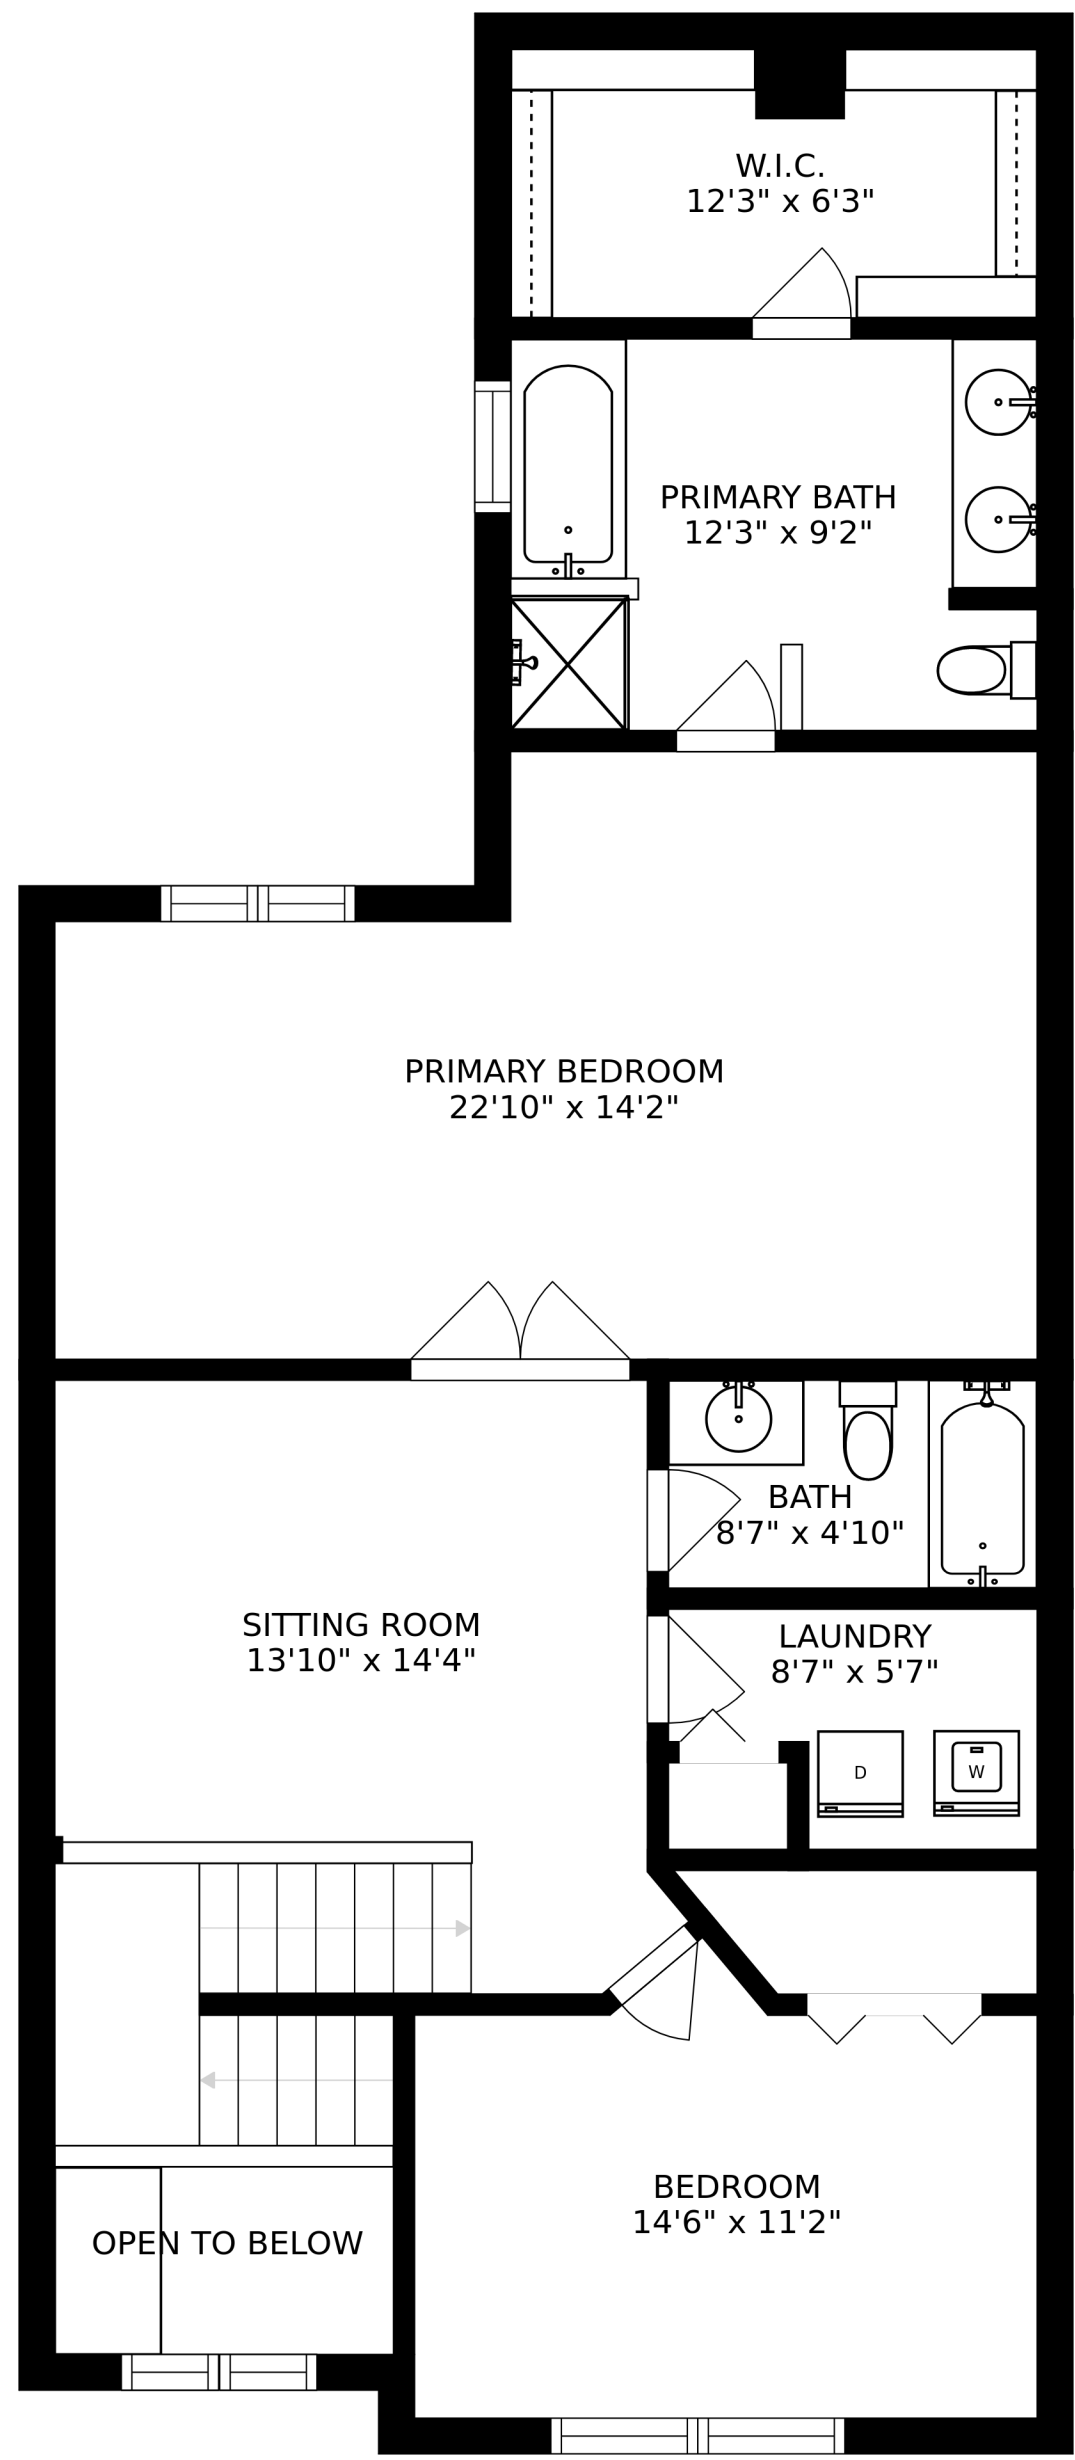 W.I.C.
12'3" x 6'3"
PRIMARY BATH
12'3" x 9'2"
PRIMARY BEDROOM
22'10" x 14'2"
BATH
8'7" x 4'10"
SITTING ROOM
13'10" x 14'4"
LAUNDRY
8'7" x 5'7"
D
W
BEDROOM
14'6" x 11'2"
OPEN TO BELOW